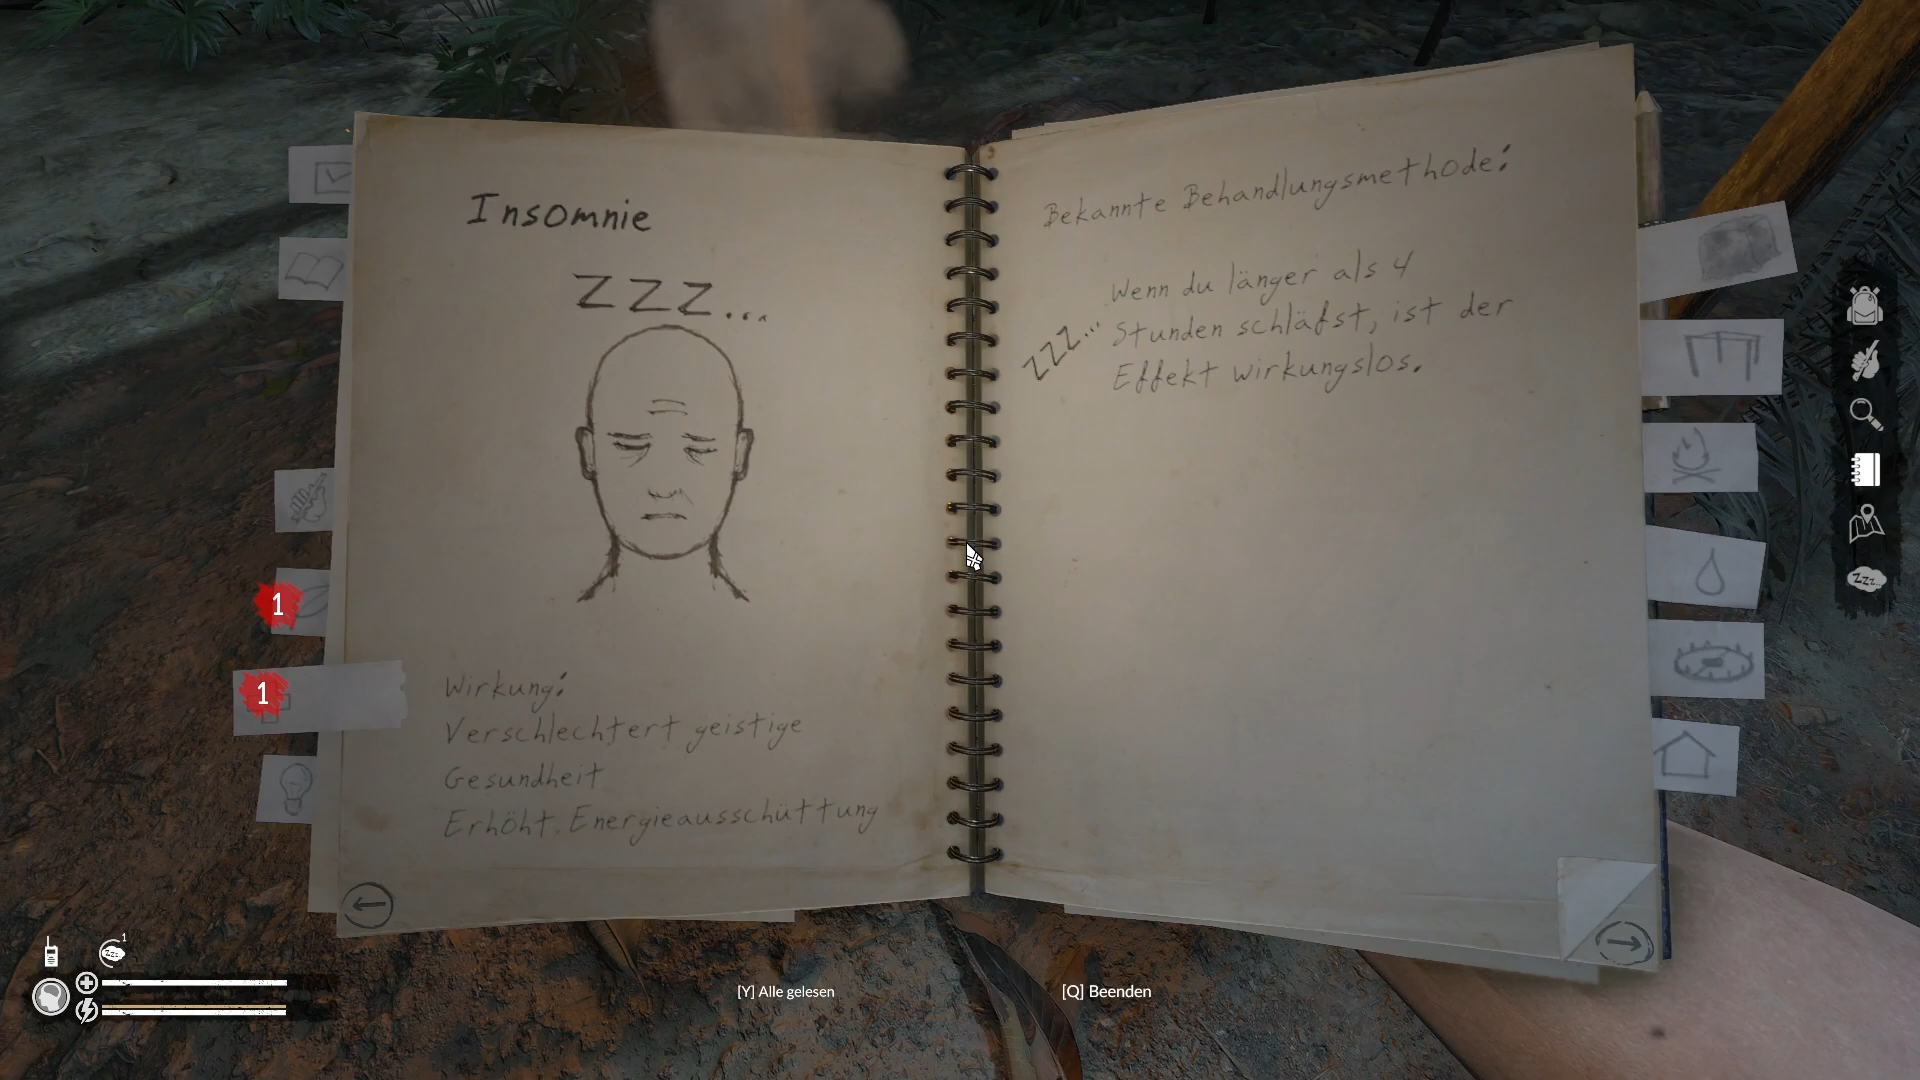 Insomnie
ZZZ...
Wirkung:
Verschlechtert geistige
Gesundheit
Erhöht Energieausschüttung
Bekannte Behandlungsmethode:
Wenn du länger als 4
ZZZ... Stunden schläfst, ist der
Effekt wirkungslos.
1
1
ZZZ...
1
ZZZ
[Y] Alle gelesen
[Q] Beenden